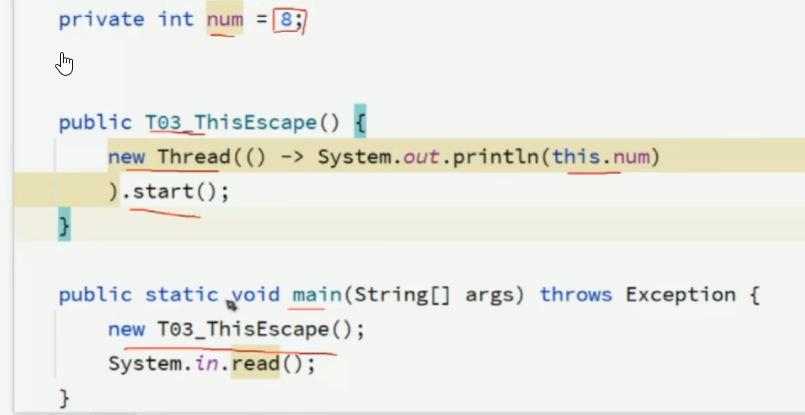 private int num = 8;
public T03_ThisEscape() {
new Thread(() -> System.out.println(this.num)
).start();
}
public static void main(String[] args) throws Exception {
new T03_ThisEscape();
System.in.read();
}